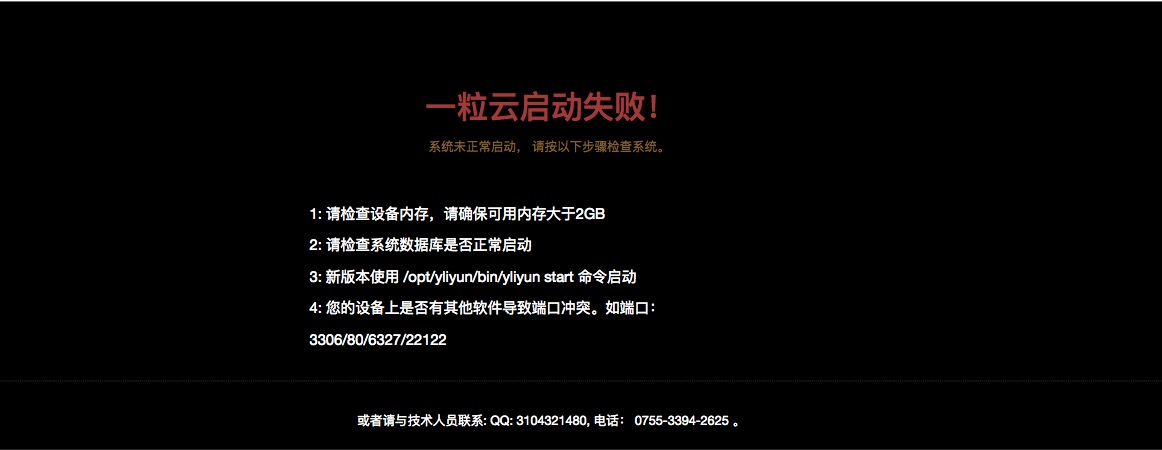 一粒云启动失败！
系统未正常启动， 请按以下步骤检查系统。
1: 请检查设备内存，请确保可用内存大于2GB
2: 请检查系统数据库是否正常启动
3: 新版本使用 /opt/yliyun/bin/yliyun start 命令启动
4: 您的设备上是否有其他软件导致端口冲突。如端口：
3306/80/6327/22122
或者请与技术人员联系: QQ: 3104321480, 电话： 0755-3394-2625 。